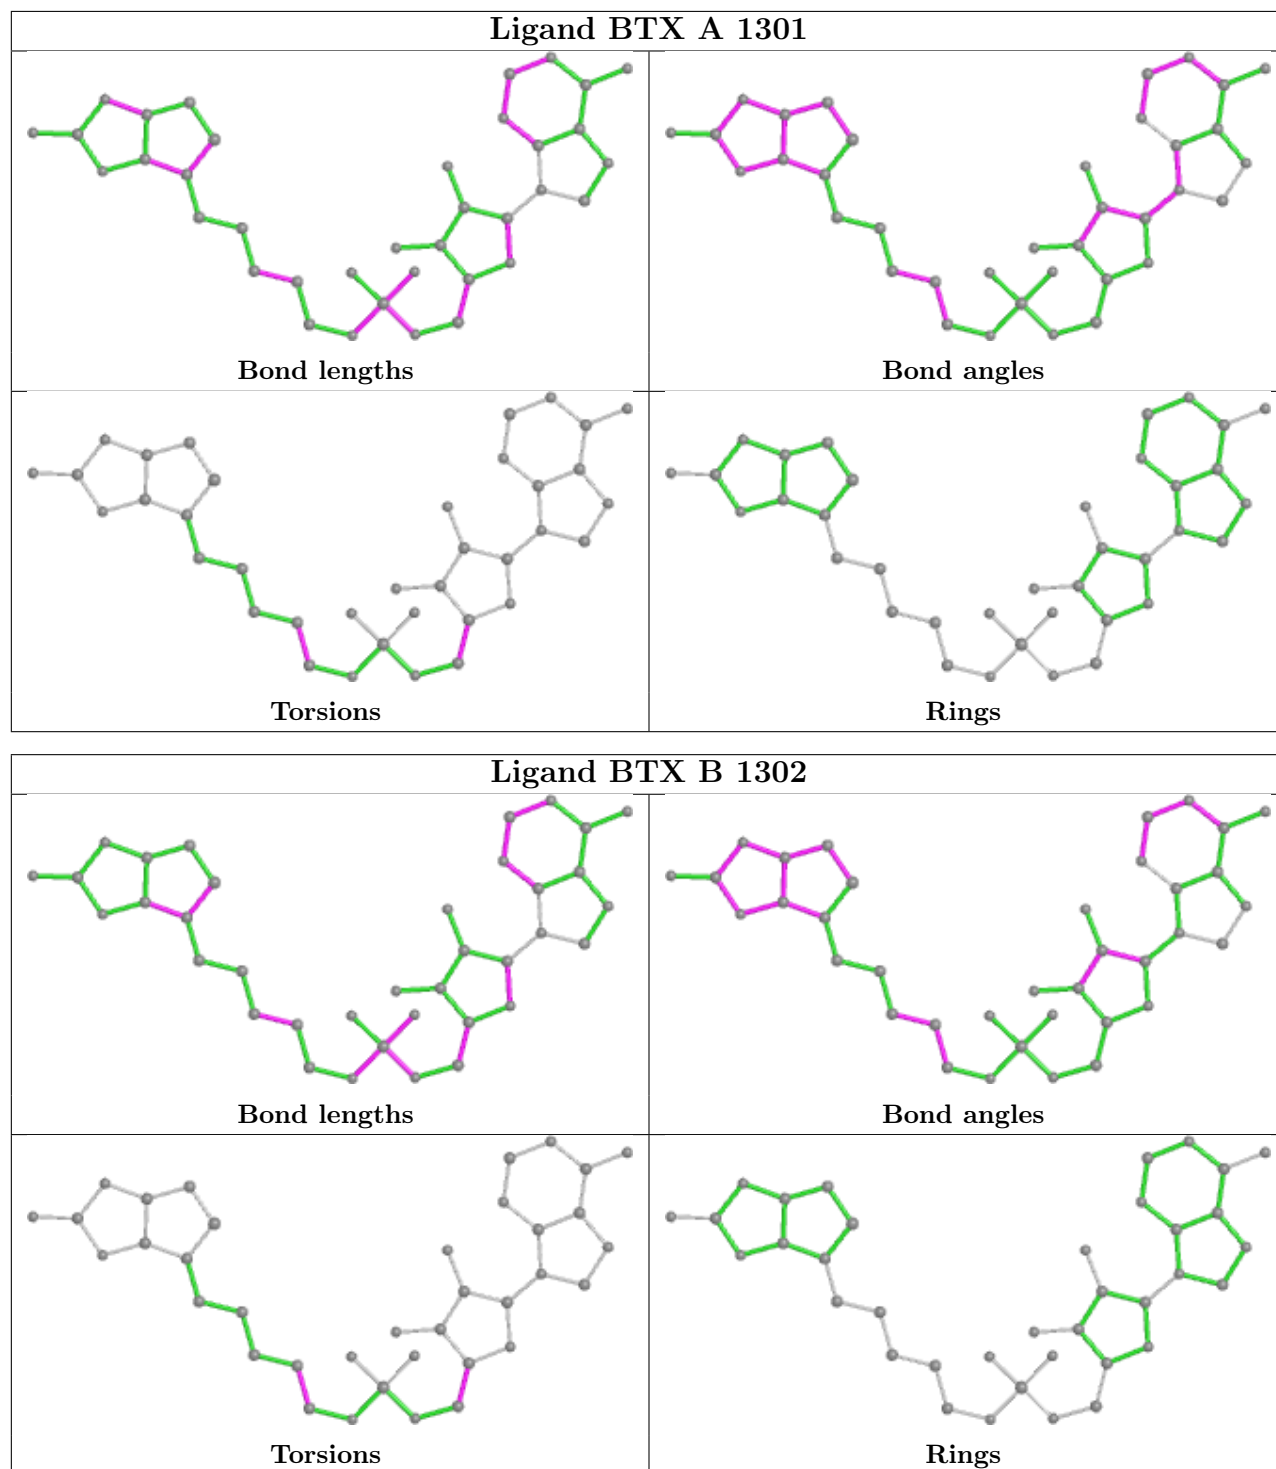 Ligand BTX A 1301
Bond lengths
Bond angles
Torsions
Rings
Ligand BTX B 1302
Bond lengths
Bond angles
Torsions
Rings